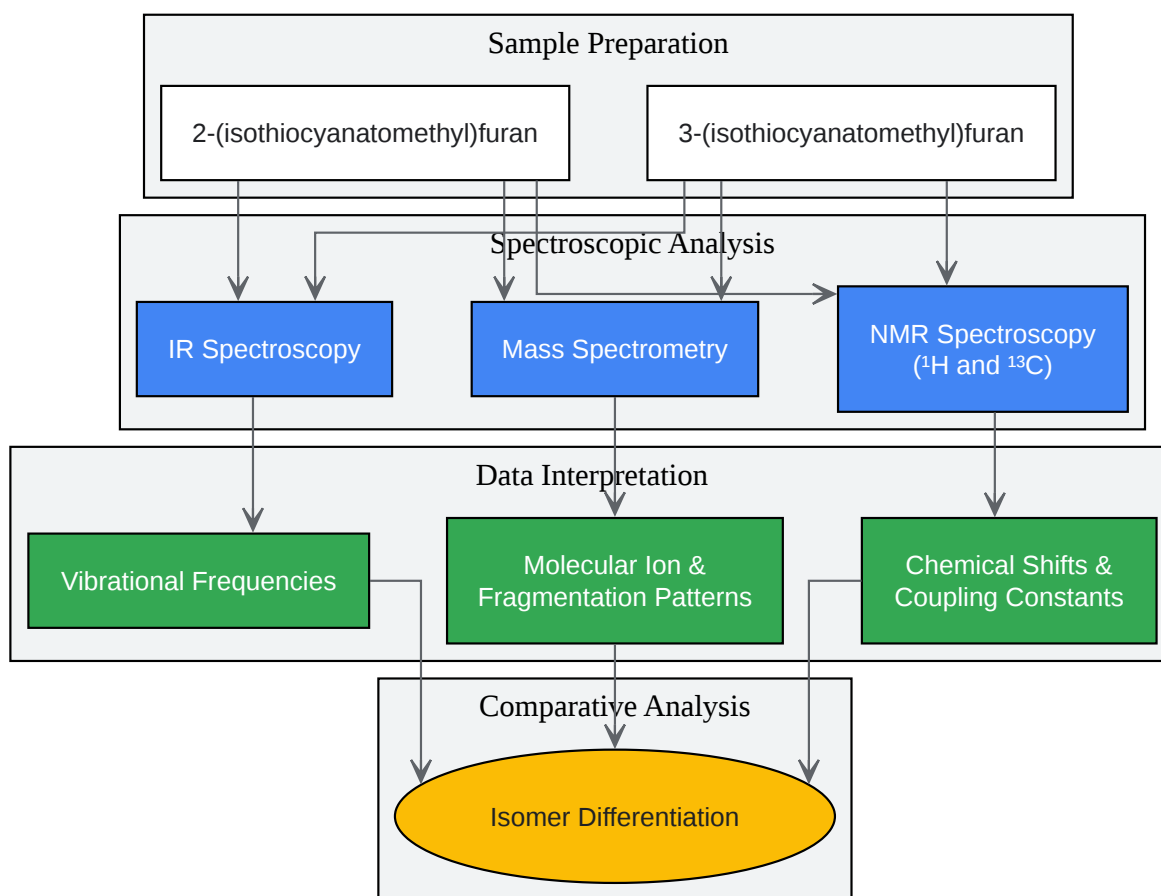 Sample Preparation
2-(isothiocyanatomethyl)furan
3-(isothiocyanatomethyl)furan
Spectroscopic Analysis
IR Spectroscopy
Mass Spectrometry
NMR Spectroscopy
(¹H and ¹³C)
Data Interpretation
Vibrational Frequencies
Molecular Ion &
Fragmentation Patterns
Chemical Shifts &
Coupling Constants
Comparative Analysis
Isomer Differentiation